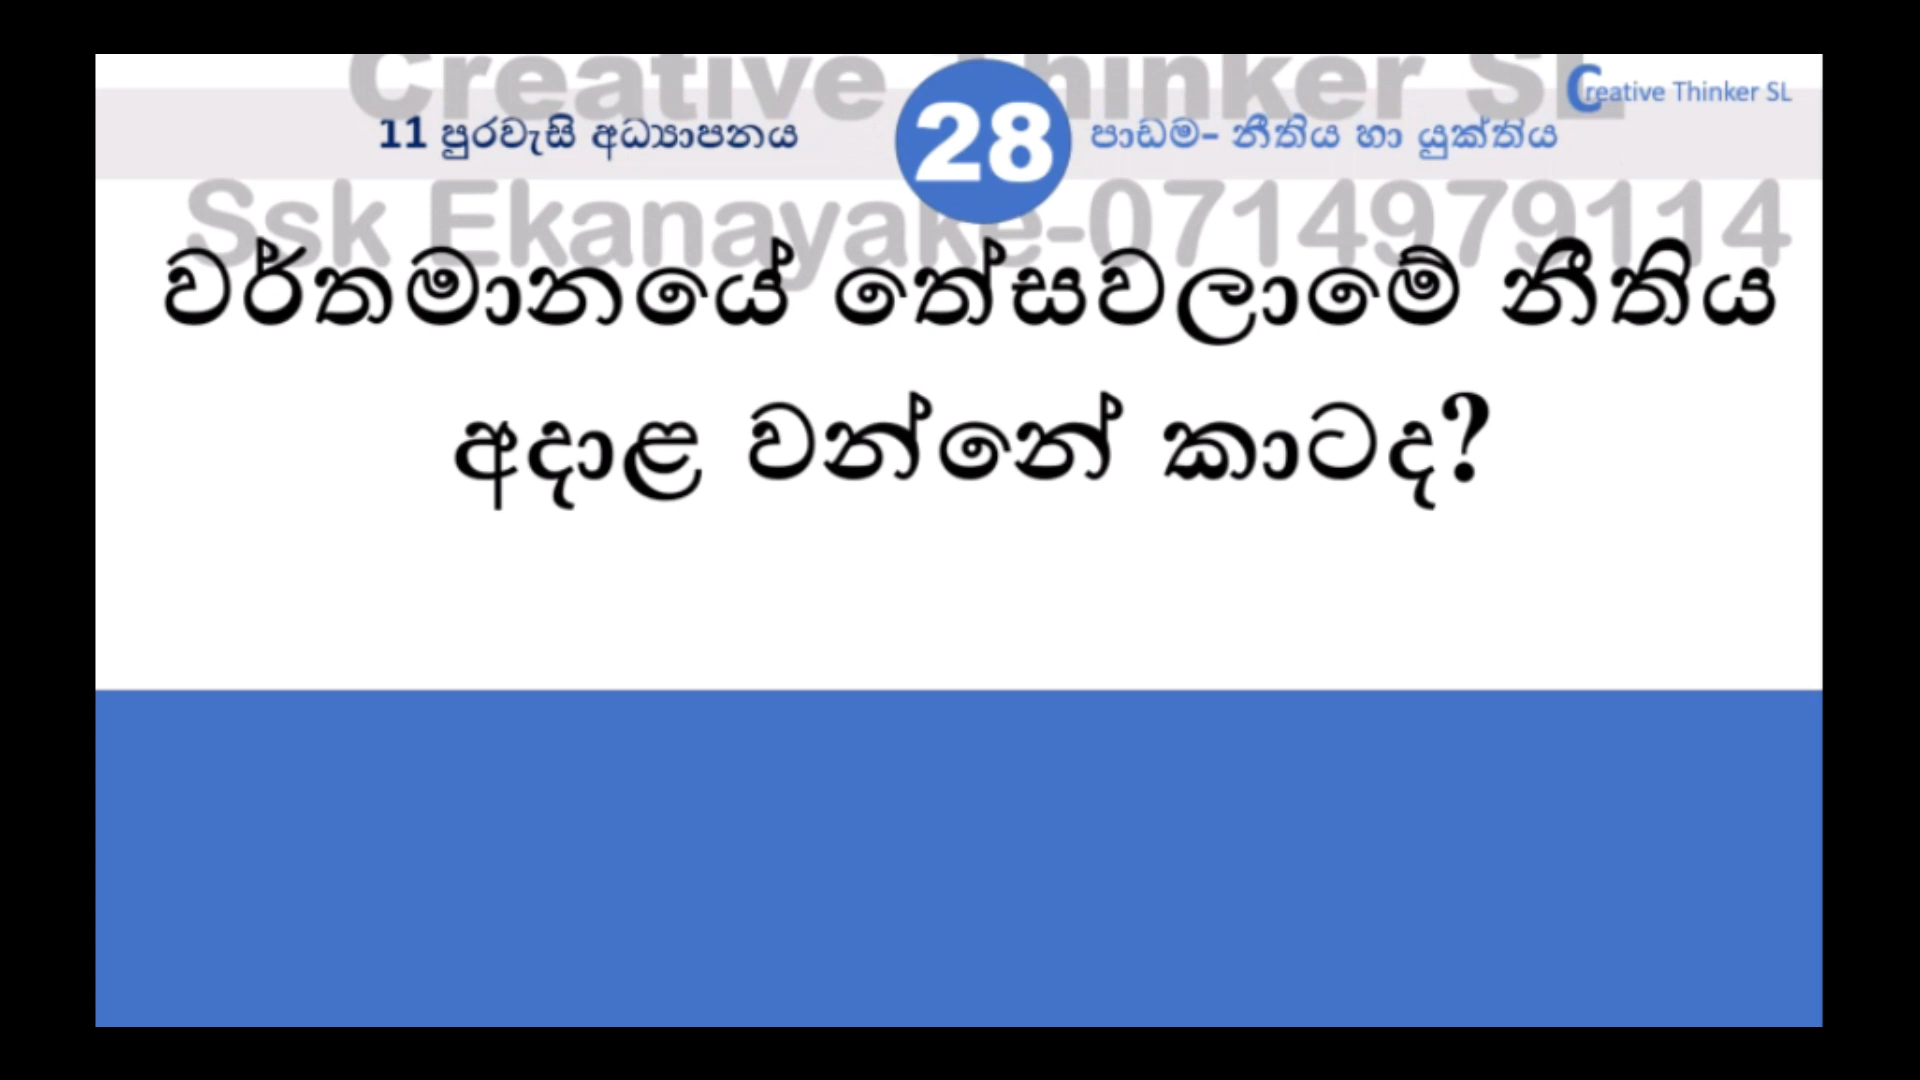 Creative Thinker SL
Creative Thinker SL
11 පුරවැසි අධ්‍යාපනය
28
පාඩම- නීතිය හා යුක්තිය
Ssk Ekanayake-0714979114
වර්තමානයේ තේසවලාමේ නීතිය
අදාළ වන්නේ කාටද?